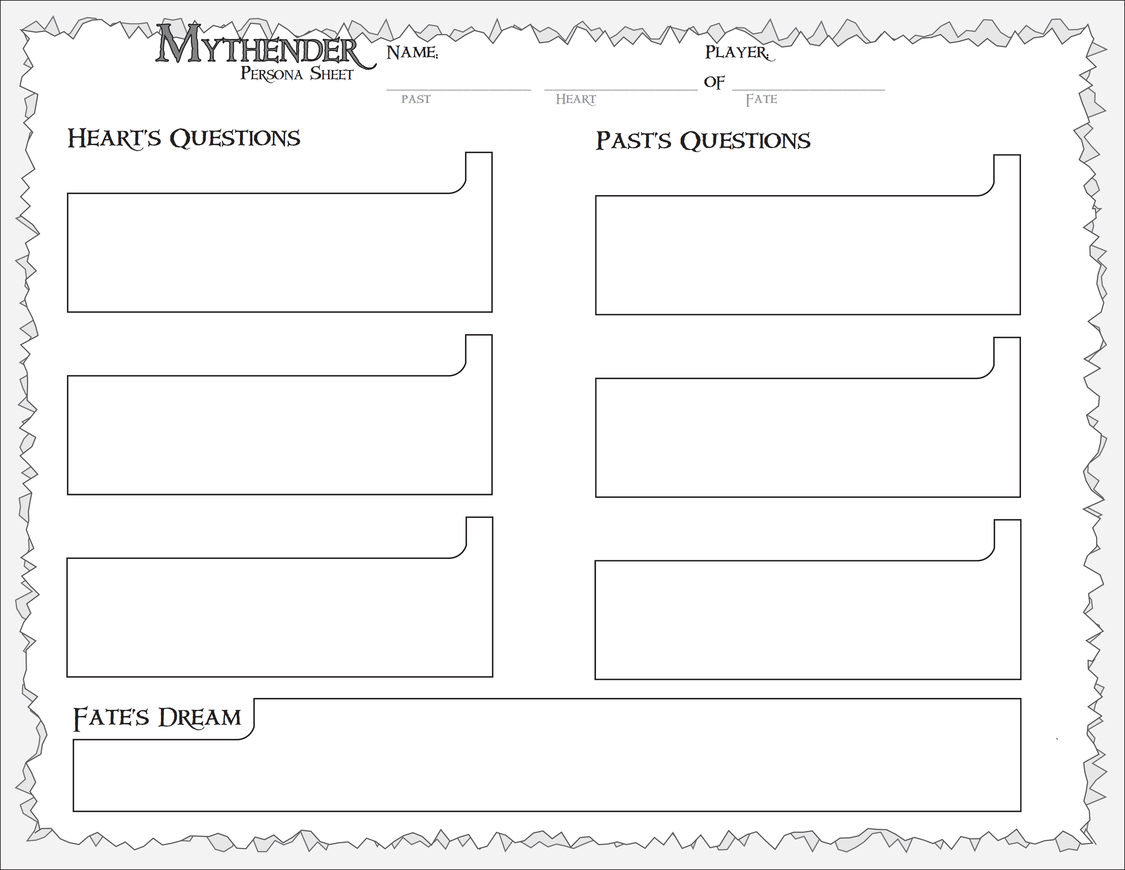 Mythender
Persona Sheet
Name:
Player:
of
past
Heart
Fate
Heart's Questions
Past's Questions
Fate's Dream